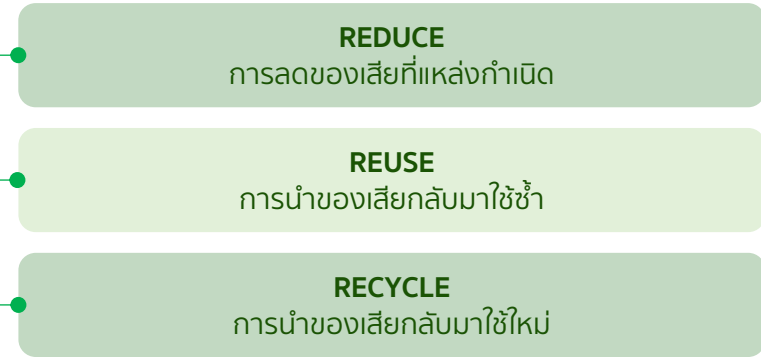 REDUCE
การลดของเสียที่แหล่งกำเนิด
REUSE
การนำของเสียกลับมาใช้ซ้ำ
RECYCLE
การนำของเสียกลับมาใช้ใหม่